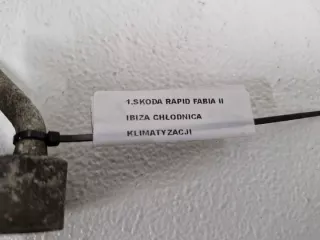 1.SKODA RAPID FABIA II
IBIZA CHŁODNICA
KLIMATYZACJI